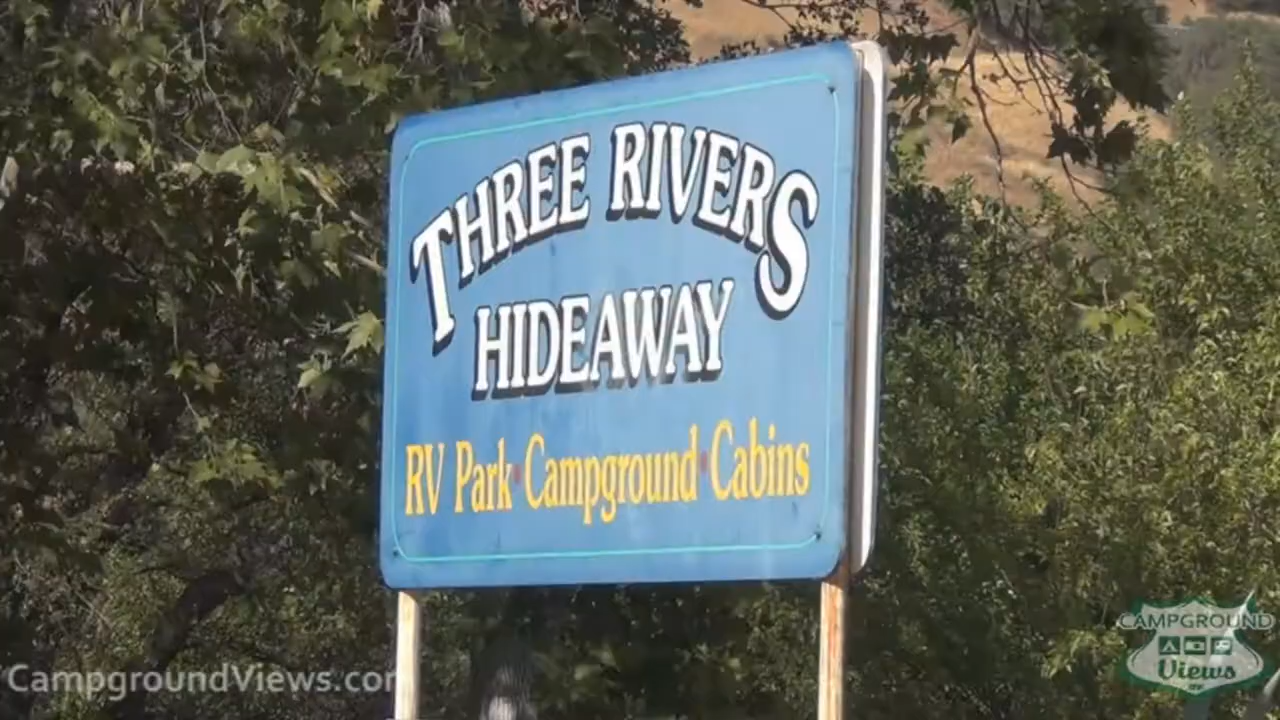 THREE RIVERS
HIDEAWAY
RV Park • Campground • Cabins
CampgroundViews.com
CAMPGROUND
Views